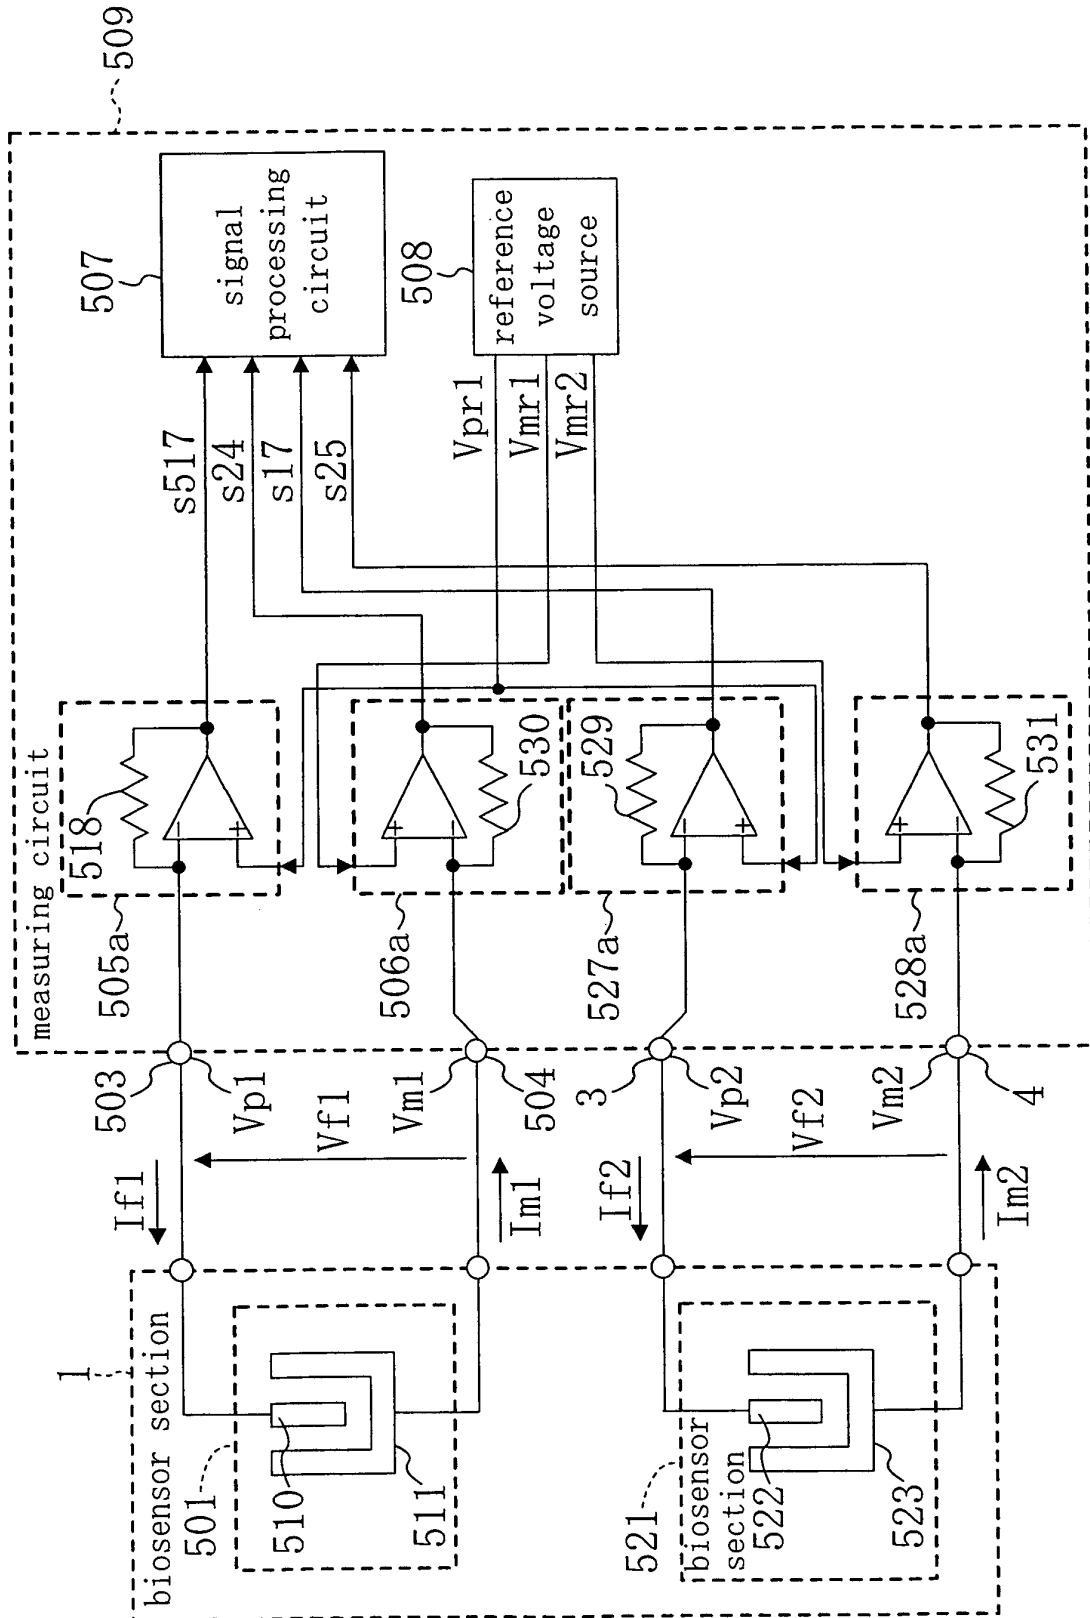 509
measuring circuit
507
signal
processing
circuit
508
reference
voltage
source
s517
s24
s17
s25
Vpr1
Vmr1
Vmr2
518
505a
−
+
506a
+
−
530
527a
529
−
+
528a
+
−
531
503
Vp1
Vm1
504
3
Vp2
Vm2
4
If1
Vf1
Im1
If2
Vf2
Im2
1
biosensor section
501
510
511
521
biosensor
section
522
523